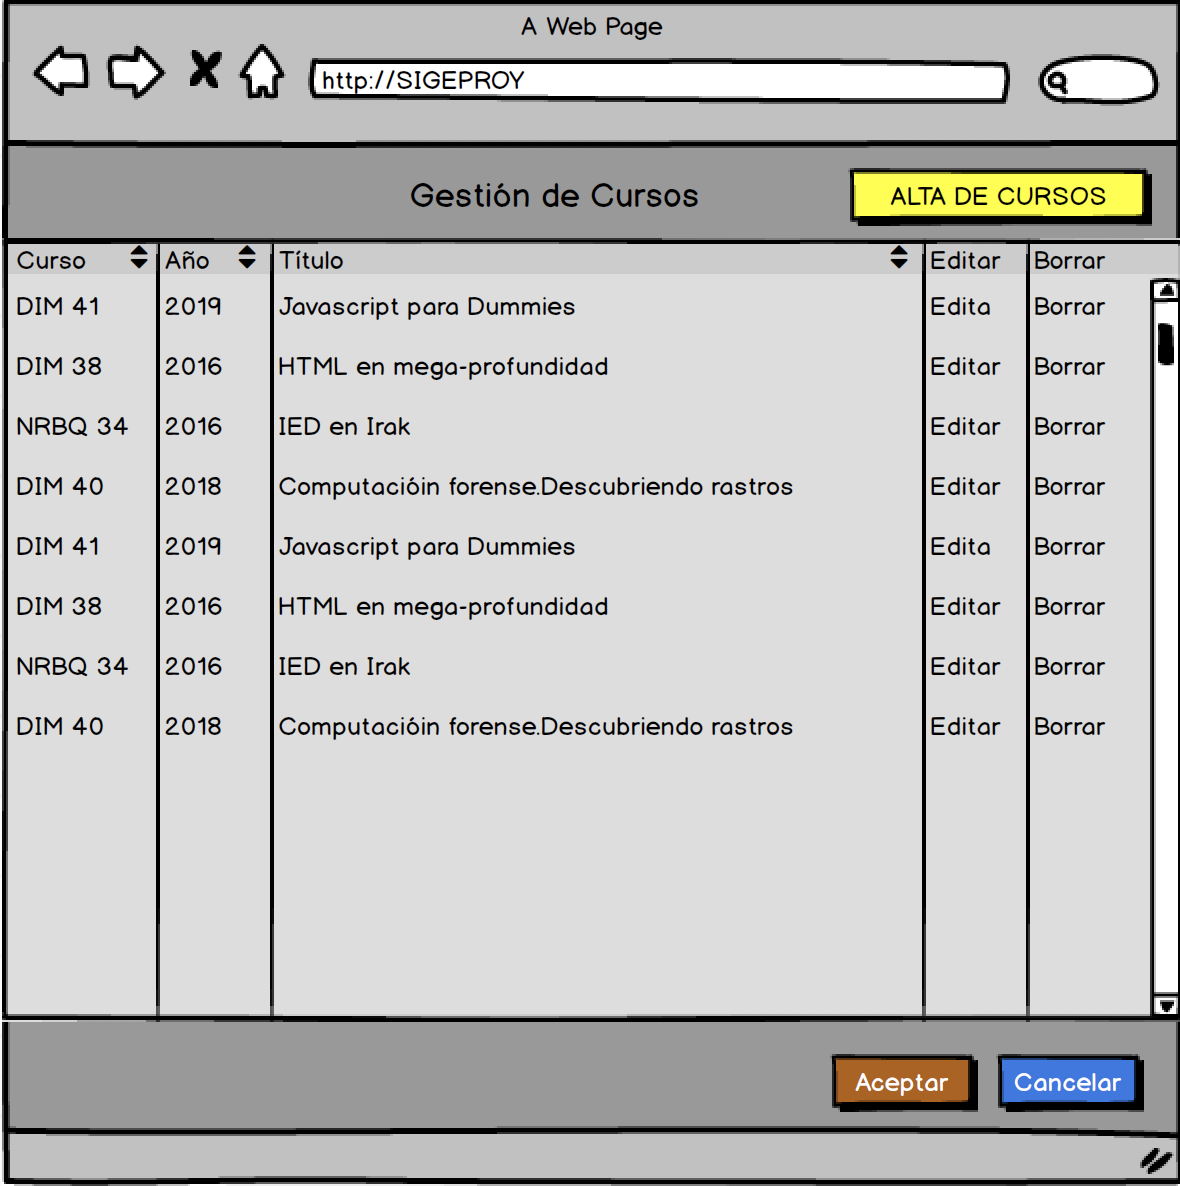 A Web Page
http://SIGEPROY
Gestión de Cursos ALTA DE CURSOS
Curso Año Título Editar Borrar
DIM 41 2019 Javascript para Dummies Edita Borrar
DIM 38 2016 HTML en mega-profundidad Editar Borrar
NRBQ 34 2016 IED en Irak Editar Borrar
DIM 40 2018 Computacióin forense.Descubriendo rastros Editar Borrar
DIM 41 2019 Javascript para Dummies Edita Borrar
DIM 38 2016 HTML en mega-profundidad Editar Borrar
NRBQ 34 2016 IED en Irak Editar Borrar
DIM 40 2018 Computacióin forense.Descubriendo rastros Editar Borrar
Aceptar Cancelar